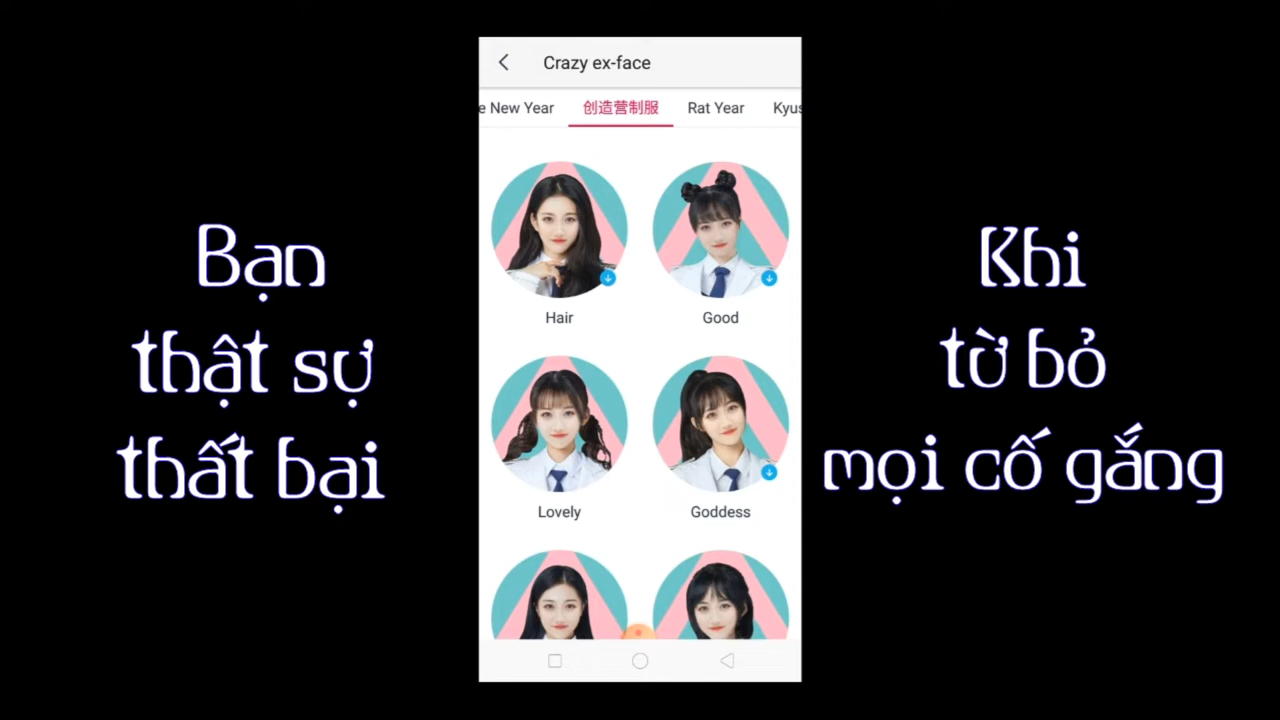 Bạn
thật sự
thất bại
Crazy ex-face
e New Year
创造营制服
Rat Year
Kyus
Hair
Good
Lovely
Goddess
Khi
từ bỏ
mọi cố gắng